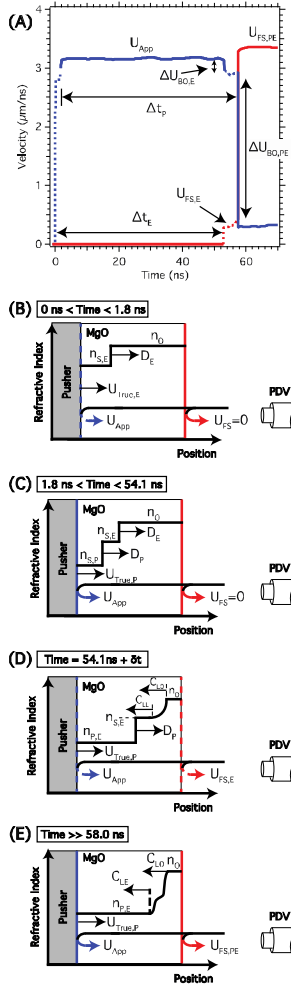 (A)
U_App
U_FS,PE
4
3
2
1
0
Velocity (μm/ns)
ΔU_BO,E
Δt_P
ΔU_BO,PE
U_FS,E
Δt_E
0
20
40
60
Time (ns)
(B) 0 ns < Time < 1.8 ns
Refractive Index
Pusher
MgO
n_0
n_S,E
D_E
U_True,E
U_App
U_FS=0
PDV
Position
(C) 1.8 ns < Time < 54.1 ns
Refractive Index
Pusher
MgO
n_0
n_S,E
D_E
n_S,P
D_P
U_True,P
U_App
U_FS=0
PDV
Position
(D) Time = 54.1ns + δt
Refractive Index
Pusher
MgO
C_L0
n_0
C_LL
n_S,E
n_P,E
D_P
U_True,P
U_App
U_FS,E
PDV
Position
(E) Time >> 58.0 ns
Refractive Index
Pusher
MgO
C_L0
n_0
C_LE
n_P,E
U_True,P
U_App
U_FS,PE
PDV
Position